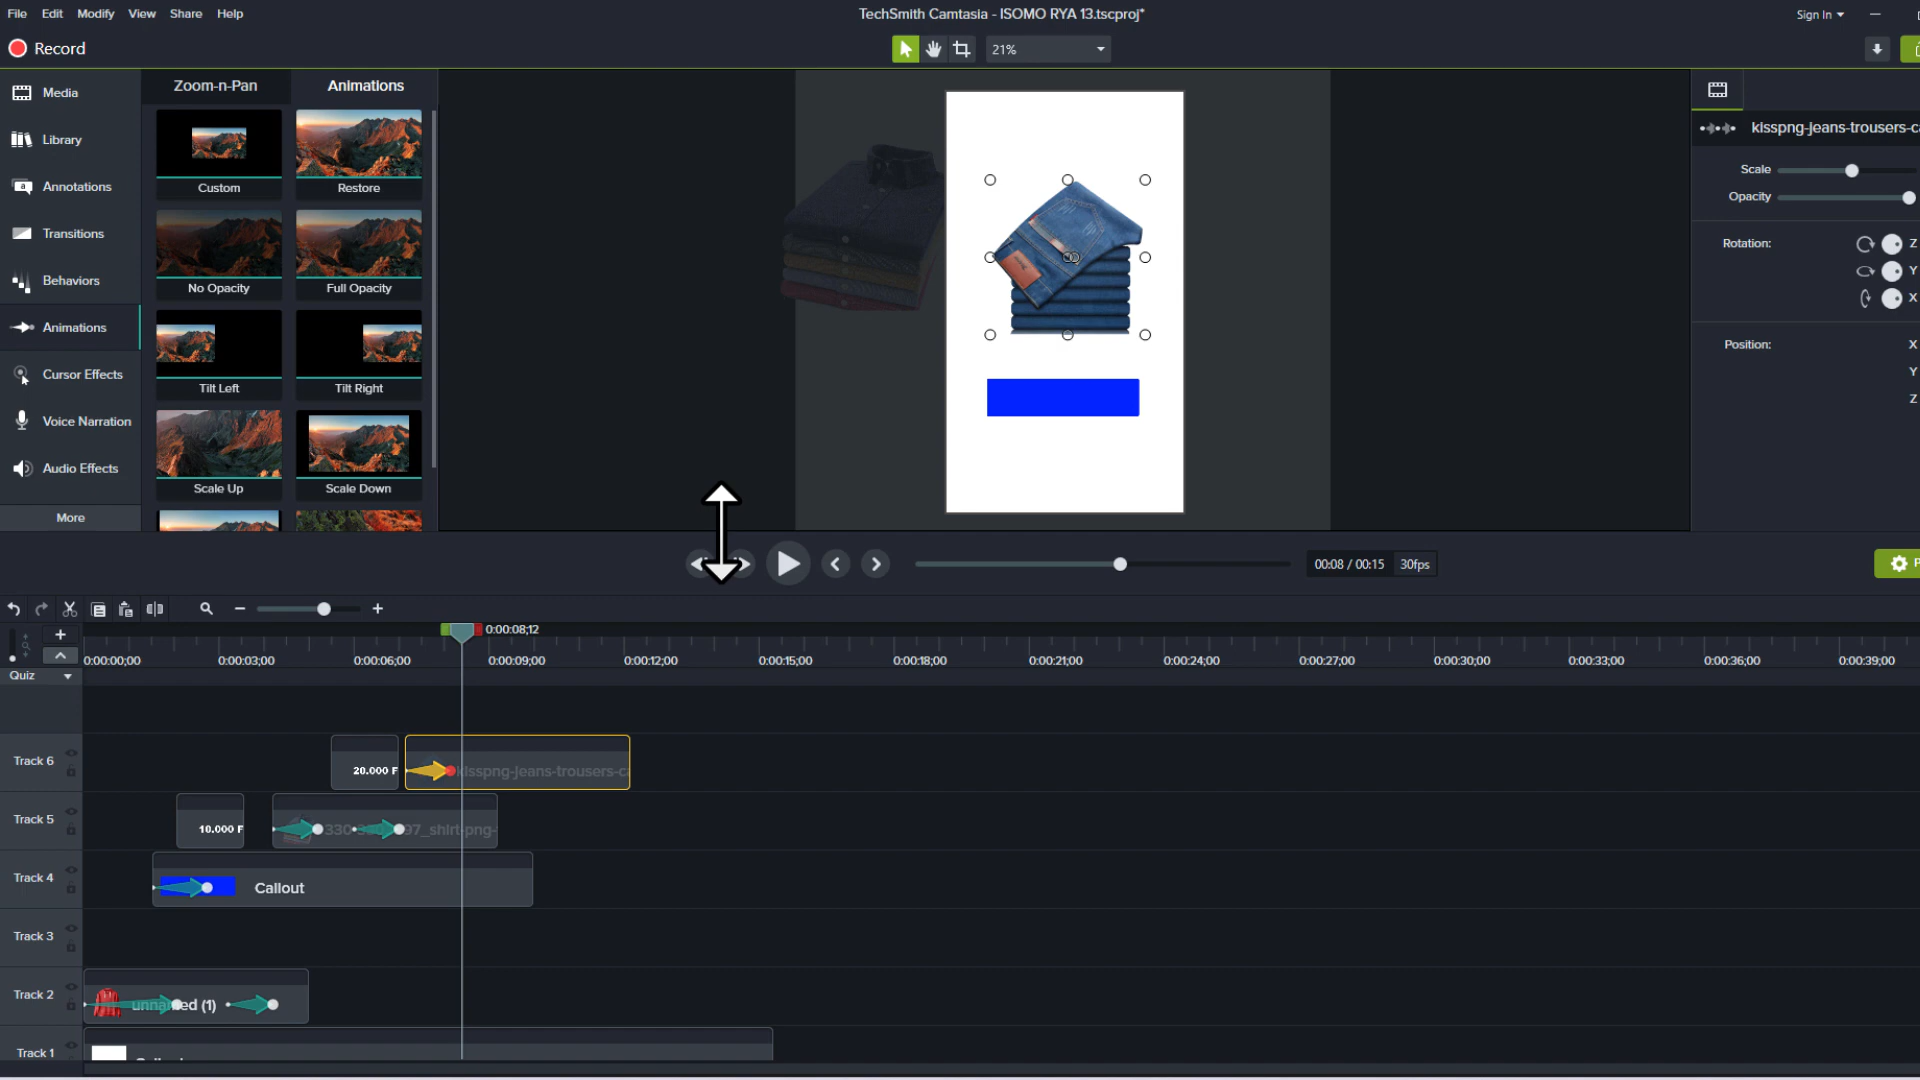 File Edit Modify View Share Help
TechSmith Camtasia - ISOMO RYA 13.tscproj*
Sign In
Record
21%
Media
Library
Annotations
Transitions
Behaviors
Animations
Cursor Effects
Voice Narration
Audio Effects
More
Zoom-n-Pan
Animations
Custom
Restore
No Opacity
Full Opacity
Tilt Left
Tilt Right
Scale Up
Scale Down
klsspng-jeans-trousers-ca
Scale
Opacity
Rotation:
Z
Y
X
Position:
X
Y
Z
00:08 / 00:15
30fps
0:00:08;12
0:00:00;00 0:00:03;00 0:00:06;00 0:00:09;00 0:00:12;00 0:00:15;00 0:00:18;00 0:00:21;00 0:00:24;00 0:00:27;00 0:00:30;00 0:00:33;00 0:00:36;00 0:00:39;00
Quiz
Track 6
20.000 F
klsspng-jeans-trousers-ca
Track 5
10.000 F
97_shirt-png-
Track 4
Callout
Track 3
Track 2
(1)
Track 1